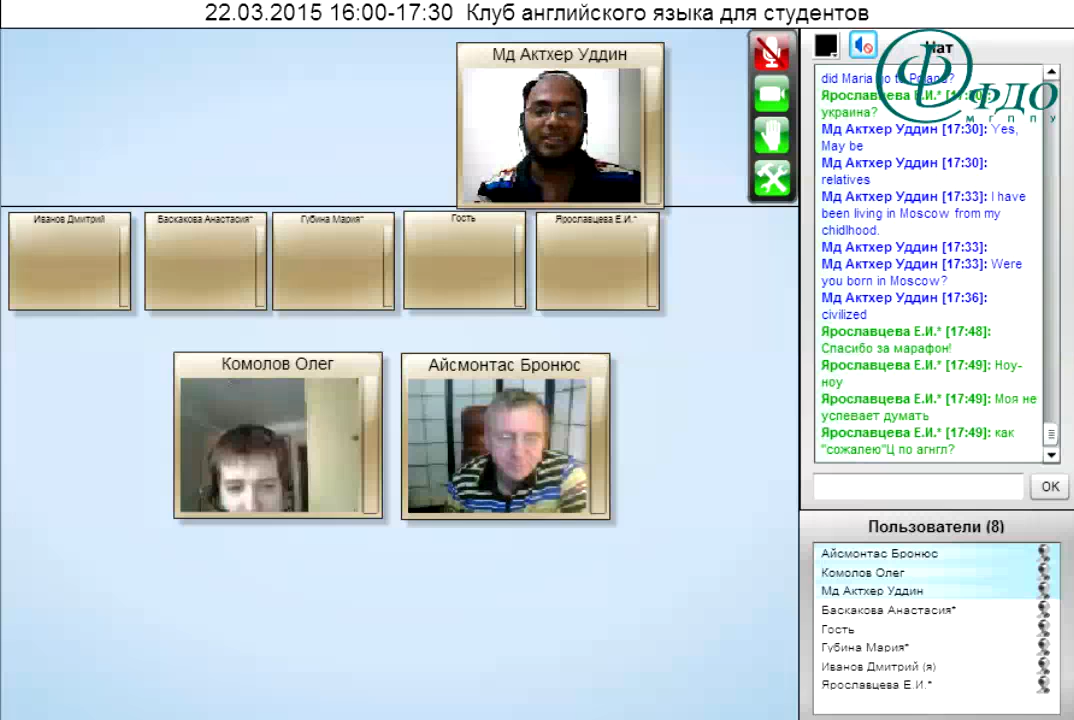 22.03.2015 16:00-17:30 Клуб английского языка для студентов
Мд Актхер Уддин
Иванов Дмитрий
Баскакова Анастасия*
Губина Мария*
Гость
Ярославцева Е.И.*
Комолов Олег
Айсмонтас Бронюс
Чат
ФДО
МГППУ
did Maria go to Poland?
Ярославцева Е.И.* [17:30]:
украина?
Мд Актхер Уддин [17:30]: Yes,
May be
Мд Актхер Уддин [17:30]:
relatives
Мд Актхер Уддин [17:33]: I have
been living in Moscow from my
chidlhood.
Мд Актхер Уддин [17:33]:
Мд Актхер Уддин [17:33]: Were
you born in Moscow?
Мд Актхер Уддин [17:36]:
civilized
Ярославцева Е.И.* [17:48]:
Спасибо за марафон!
Ярославцева Е.И.* [17:49]: Ноу-
ноу
Ярославцева Е.И.* [17:49]: Моя не
успевает думать
Ярославцева Е.И.* [17:49]: как
"сожалею"Ц по агнгл?
OK
Пользователи (8)
Айсмонтас Бронюс
Комолов Олег
Мд Актхер Уддин
Баскакова Анастасия*
Гость
Губина Мария*
Иванов Дмитрий (я)
Ярославцева Е.И.*